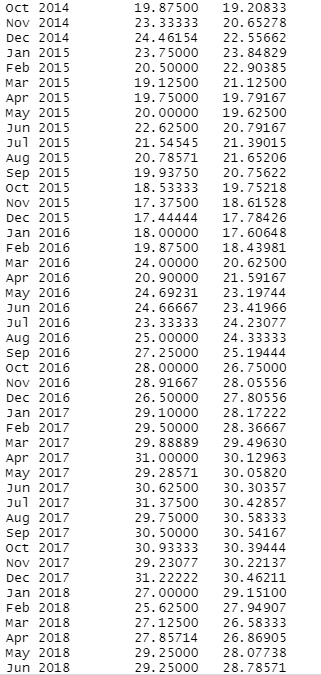 Oct 2014 19.87500 19.20833
Nov 2014 23.33333 20.65278
Dec 2014 24.46154 22.55662
Jan 2015 23.75000 23.84829
Feb 2015 20.50000 22.90385
Mar 2015 19.12500 21.12500
Apr 2015 19.75000 19.79167
May 2015 20.00000 19.62500
Jun 2015 22.62500 20.79167
Jul 2015 21.54545 21.39015
Aug 2015 20.78571 21.65206
Sep 2015 19.93750 20.75622
Oct 2015 18.53333 19.75218
Nov 2015 17.37500 18.61528
Dec 2015 17.44444 17.78426
Jan 2016 18.00000 17.60648
Feb 2016 19.87500 18.43981
Mar 2016 24.00000 20.62500
Apr 2016 20.90000 21.59167
May 2016 24.69231 23.19744
Jun 2016 24.66667 23.41966
Jul 2016 23.33333 24.23077
Aug 2016 25.00000 24.33333
Sep 2016 27.25000 25.19444
Oct 2016 28.00000 26.75000
Nov 2016 28.91667 28.05556
Dec 2016 26.50000 27.80556
Jan 2017 29.10000 28.17222
Feb 2017 29.50000 28.36667
Mar 2017 29.88889 29.49630
Apr 2017 31.00000 30.12963
May 2017 29.28571 30.05820
Jun 2017 30.62500 30.30357
Jul 2017 31.37500 30.42857
Aug 2017 29.75000 30.58333
Sep 2017 30.50000 30.54167
Oct 2017 30.93333 30.39444
Nov 2017 29.23077 30.22137
Dec 2017 31.22222 30.46211
Jan 2018 27.00000 29.15100
Feb 2018 25.62500 27.94907
Mar 2018 27.12500 26.58333
Apr 2018 27.85714 26.86905
May 2018 29.25000 28.07738
Jun 2018 29.25000 28.78571